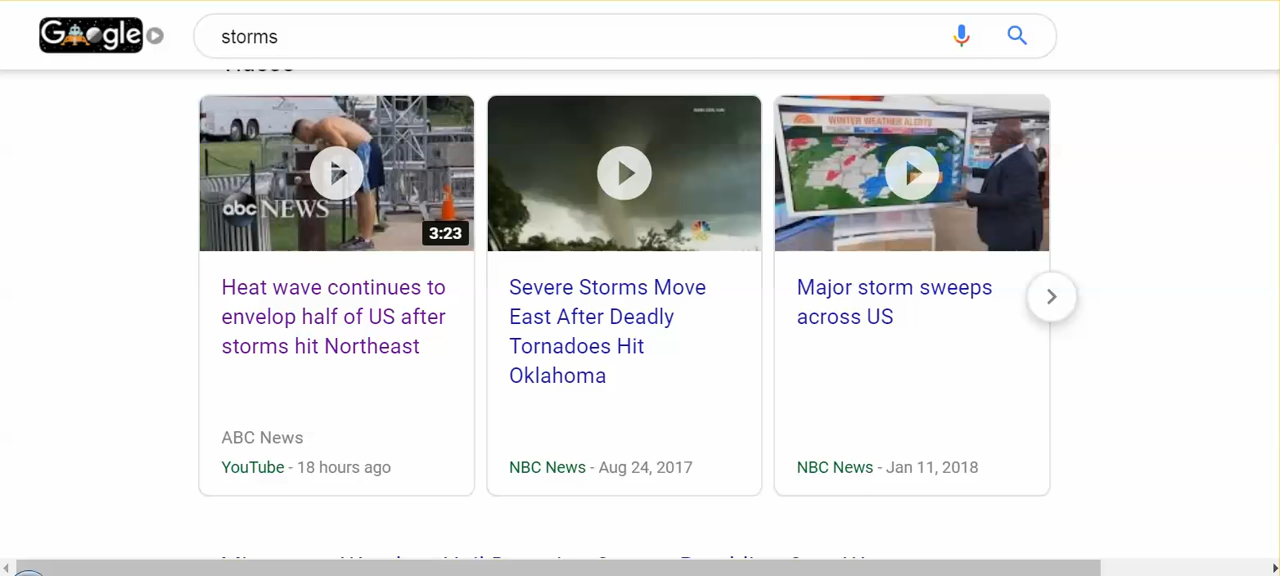 Google
storms
Videos
WINTER WEATHER ALERTS
abc NEWS
3:23
Heat wave continues to
envelop half of US after
storms hit Northeast
ABC News
YouTube - 18 hours ago
Severe Storms Move
East After Deadly
Tornadoes Hit
Oklahoma
NBC News - Aug 24, 2017
Major storm sweeps
across US
NBC News - Jan 11, 2018